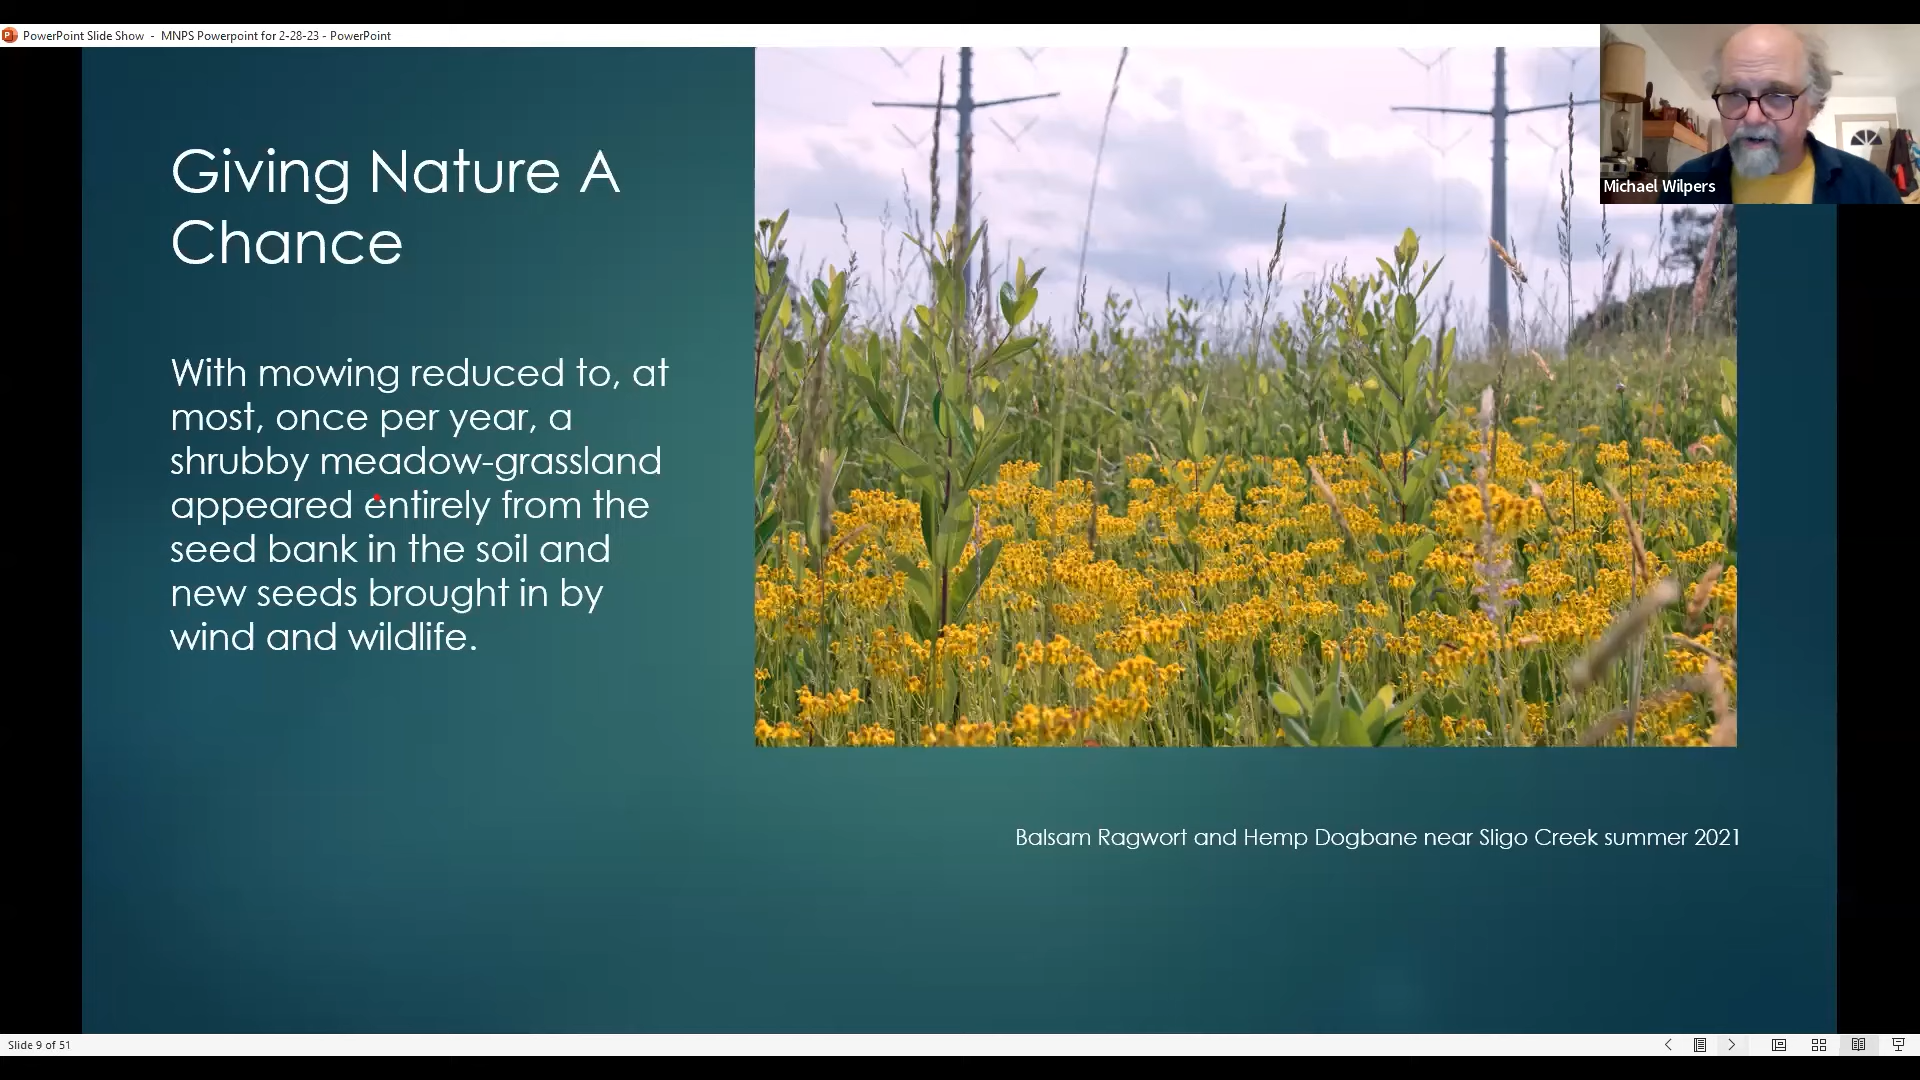 PowerPoint Slide Show - MNPS Powerpoint for 2-28-23 - PowerPoint
Michael Wilpers
Giving Nature A
Chance
With mowing reduced to, at
most, once per year, a
shrubby meadow-grassland
appeared entirely from the
seed bank in the soil and
new seeds brought in by
wind and wildlife.
Balsam Ragwort and Hemp Dogbane near Sligo Creek summer 2021
Slide 9 of 51